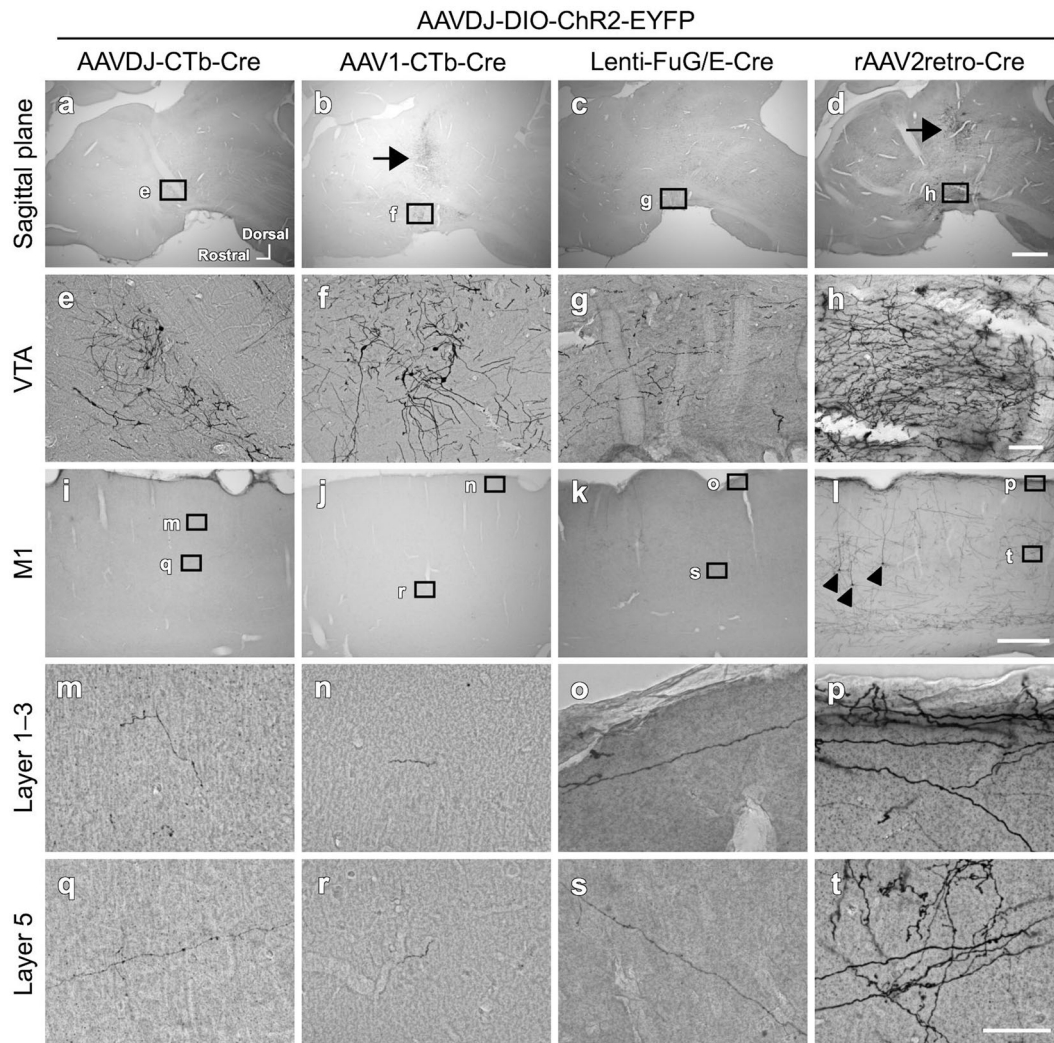 AAVDJ-DIO-ChR2-EYFP
AAVDJ-CTb-Cre AAV1-CTb-Cre Lenti-FuG/E-Cre rAAV2retro-Cre
Sagittal plane
a b c d
e f g h
Dorsal
Rostral
VTA
e f g h
M1
i j k l
m n o p
q r s t
Layer 1–3
m n o p
Layer 5
q r s t